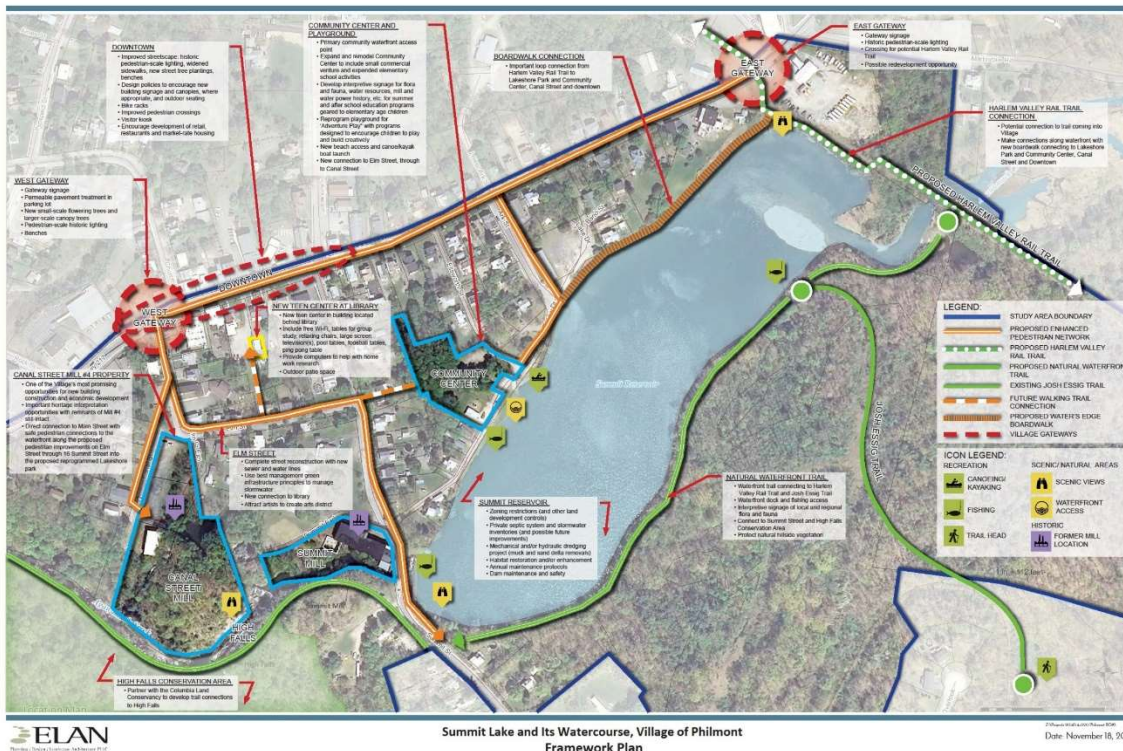 COMMUNITY CENTER AND
PLAYGROUND
• Primary community waterfront access
point
• Expand and remodel Community
Center to include small commercial
venture and expended elementary
school activities
• Develop interpretive signage for flora
and fauna, water resources, mill and
water power history, etc. for summer
and after school education programs
geared to elementary age children
• Reprogram playground for
"Adventure Play" with programs
designed to encourage children to play
and build creatively
• New beach access and canoe/kayak
boat launch
• New connection to Elm Street, through
to Canal Street
EAST GATEWAY
• Gateway signage
• Historic pedestrian-scale lighting
• Crossing for potential Harlem Valley Rail
Trail
• Possible redevelopment opportunity
DOWNTOWN
• Improved streetscape: historic
pedestrian-scale lighting, widened
sidewalks, new street tree plantings,
benches
• Design policies to encourage new
building signage and canopies, where
appropriate, and outdoor seating
• Bike racks
• Improved pedestrian crossings
• Visitor kiosk
• Encourage development of retail,
restaurants and market-rate housing
BOARDWALK CONNECTION
• Important loop connection from
Harlem Valley Rail Trail to
Lakeshore Park and Community
Center, Canal Street and downtown
EAST
GATEWAY
HARLEM VALLEY RAIL TRAIL
CONNECTION
• Potential connection to trail coming into
Village
• Make connections along waterfront with
new boardwalk connecting to Lakeshore
Park and Community Center, Canal
Street and Downtown
WEST GATEWAY
• Gateway signage
• Permeable pavement treatment in
parking lot
• New small-scale flowering trees and
larger-scale canopy trees
• Pedestrian-scale historic lighting
• Benches
PROPOSED HARLEM VALLEY RAIL TRAIL
DOWNTOWN
WEST
GATEWAY
NEW TEEN CENTER AT LIBRARY
• New teen center in building located
behind library
• Include free Wi-Fi, tables for group
study, relaxing chairs, large screen
television(s), pool tables, foosball tables,
ping pong table
• Provide computers to help with home
work research
• Outdoor patio space
COMMUNITY
CENTER
Summit Reservoir
CANAL STREET MILL #4 PROPERTY
• One of the Village's most promising
opportunities for new building
construction and economic development
• Important heritage interpretation
opportunities with remnants of Mill #4
still intact
• Direct connection to Main Street with
safe pedestrian connections to the
waterfront along the proposed
pedestrian improvements on Elm
Street through 16 Summit Street into
the proposed reprogrammed Lakeshore
park
ELM STREET
• Complete street reconstruction with new
sewer and water lines
• Use best management green
infrastructure principles to manage
stormwater
• New connection to library
• Attract artists to create arts district
JOSH ESSIG TRAIL
NATURAL WATERFRONT TRAIL
• Waterfront trail connecting to Harlem
Valley Rail Trail and Josh Essig Trail
• Waterfront dock and fishing access
• Interpretive signage of local and regional
flora and fauna
• Connect to Summit Street and High Falls
Conservation Area
• Protect natural hillside vegetation
SUMMIT RESERVOIR
• Zoning restrictions (and other land
development controls)
• Private septic system and stormwater
inventories (and possible future
improvements)
• Mechanical and/or hydraulic dredging
project (muck and sand delta removals)
• Habitat restoration and/or enhancement
• Annual maintenance protocols
• Dam maintenance and safety
SUMMIT
MILL
CANAL
STREET
MILL
HIGH
FALLS
Summit Mill
HIGH FALLS CONSERVATION AREA
• Partner with the Columbia Land
Conservancy to develop trail connections
to High Falls
Location Map
LEGEND:
STUDY AREA BOUNDARY
PROPOSED ENHANCED
PEDESTRIAN NETWORK
PROPOSED HARLEM VALLEY
RAIL TRAIL
PROPOSED NATURAL WATERFRONT
TRAIL
EXISTING JOSH ESSIG TRAIL
FUTURE WALKING TRAIL
CONNECTION
PROPOSED WATER'S EDGE
BOARDWALK
VILLAGE GATEWAYS
ICON LEGEND:
RECREATION
CANOEING/
KAYAKING
FISHING
TRAIL HEAD
SCENIC/NATURAL AREAS
SCENIC VIEWS
WATERFRONT
ACCESS
HISTORIC
FORMER MILL
LOCATION
ELAN
Planning / Design / Landscape Architecture PLLC
Summit Lake and Its Watercourse, Village of Philmont
Framework Plan
Date: November 18, 20